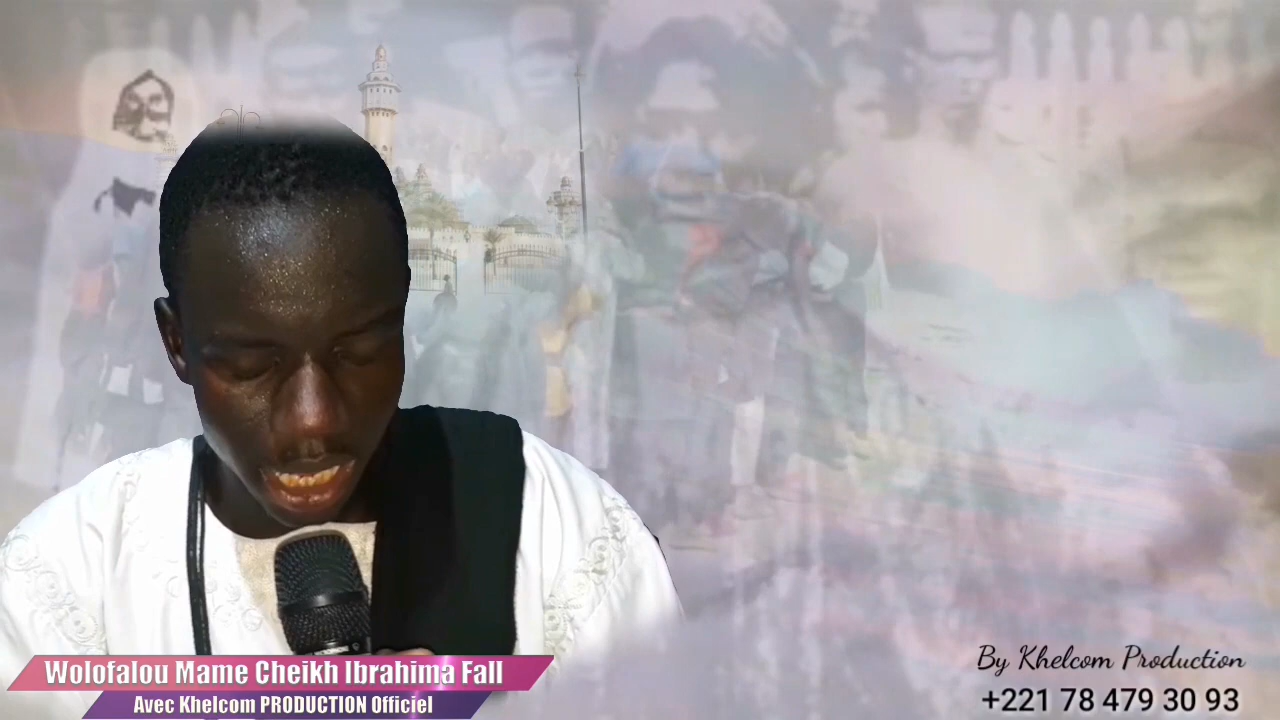 Wolofalou Mame Cheikh Ibrahima Fall
Avec Khelcom PRODUCTION Officiel
By Khelcom Production
+221 78 479 30 93